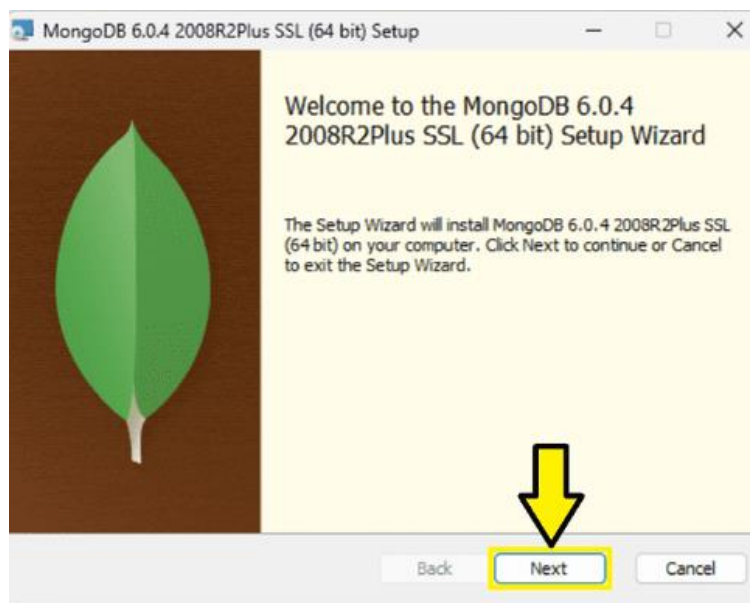 MongoDB 6.0.4 2008R2Plus SSL (64 bit) Setup
Welcome to the MongoDB 6.0.4
2008R2Plus SSL (64 bit) Setup Wizard
The Setup Wizard will install MongoDB 6.0.4 2008R2Plus SSL
(64 bit) on your computer. Click Next to continue or Cancel
to exit the Setup Wizard.
Back Next Cancel